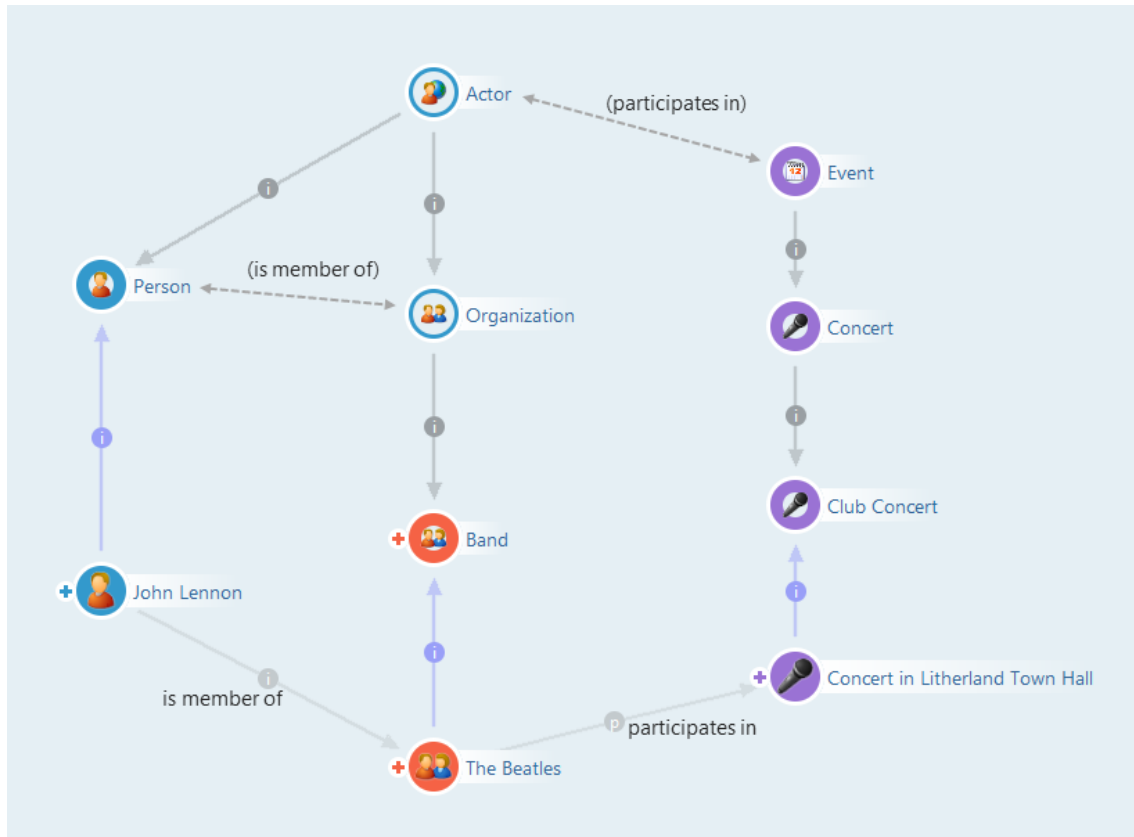 Actor
(participates in)
Event
12
i
i
i
(is member of)
Person
Organization
Concert
i
i
i
Club Concert
Band
John Lennon
i
i
i
Concert in Litherland Town Hall
is member of
p
participates in
The Beatles